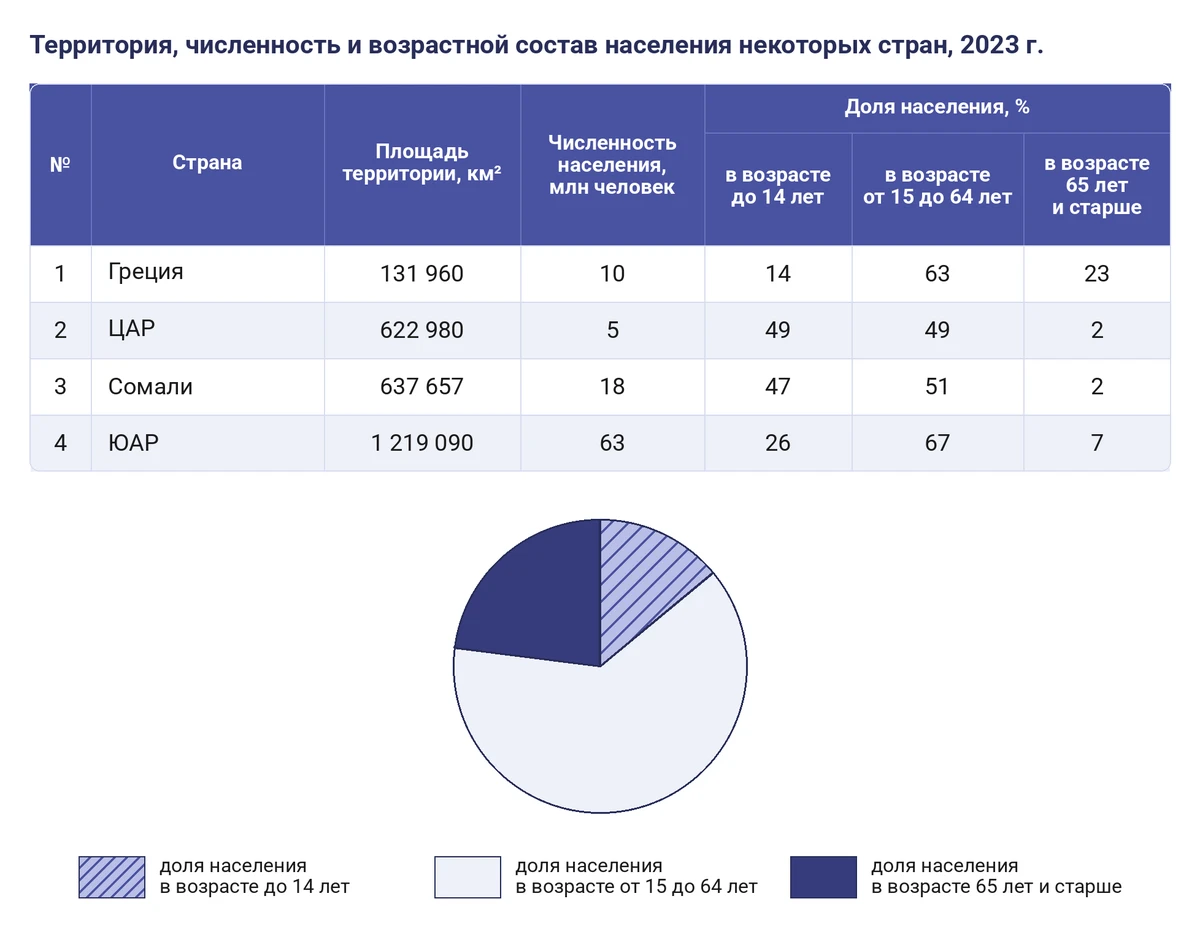 Территория, численность и возрастной состав населения некоторых стран, 2023 г.
№
Страна
Площадь
территории, км²
Численность
населения,
млн человек
Доля населения, %
в возрасте
до 14 лет
в возрасте
от 15 до 64 лет
в возрасте
65 лет
и старше
1 Греция 131 960 10 14 63 23
2 ЦАР 622 980 5 49 49 2
3 Сомали 637 657 18 47 51 2
4 ЮАР 1 219 090 63 26 67 7
доля населения
в возрасте до 14 лет
доля населения
в возрасте от 15 до 64 лет
доля населения
в возрасте 65 лет и старше